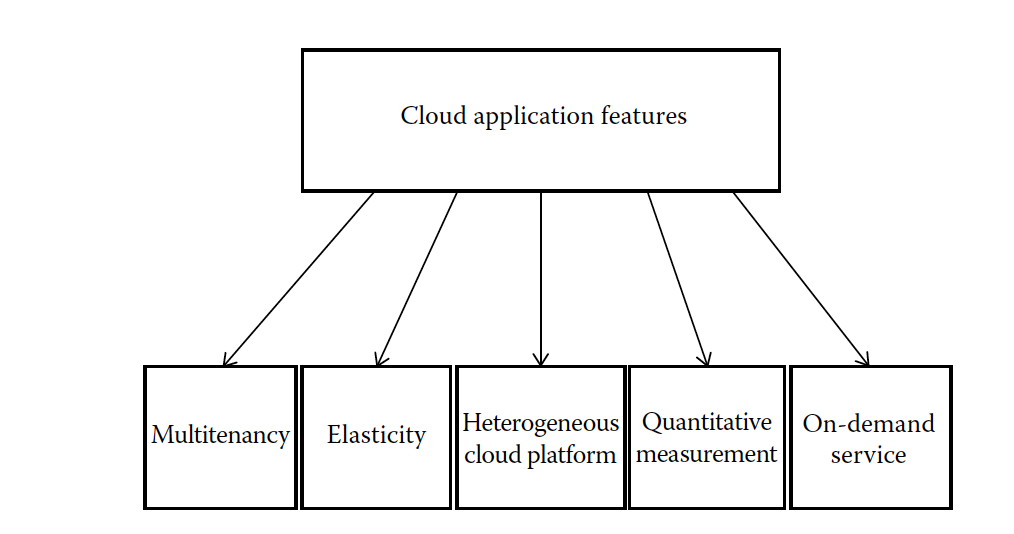 Cloud application features
Multitenancy
Elasticity
Heterogeneous
cloud platform
Quantitative
measurement
On-demand
service